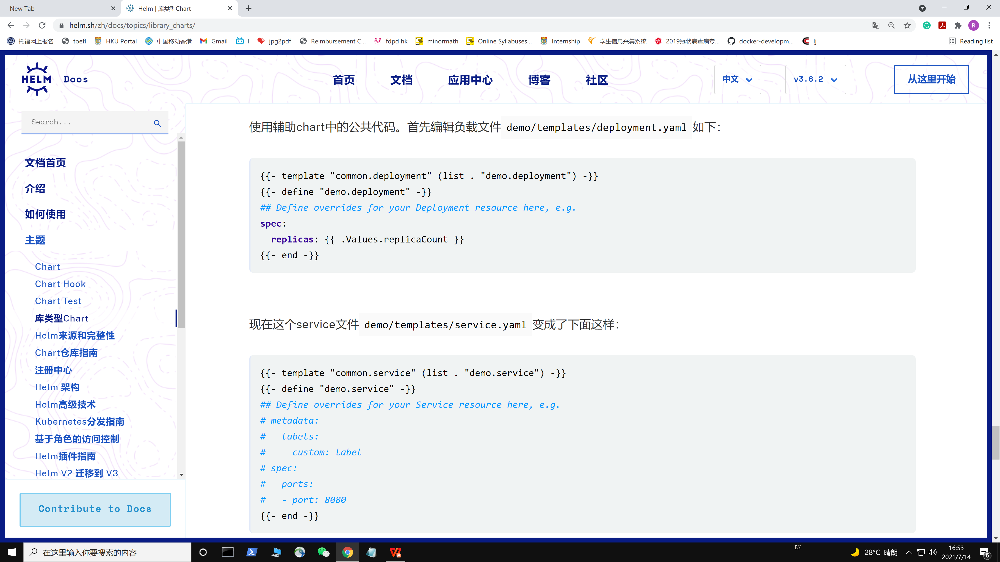 New Tab
HELM Helm | 库类型Chart
helm.sh/zh/docs/topics/library_charts/
R
托福网上报名 toefl HKU Portal 中国移动香港 Gmail l jpg2pdf Reimbursement C... fdpd hk minormath Online Syllabuses... Internship 学生信息采集系统 2019冠状病毒病专... docker-developm... lj Reading list
HELM Docs
首页 文档 应用中心 博客 社区 中文 v3.6.2 从这里开始
Search...
文档首页
介绍
如何使用
主题
Chart
Chart Hook
Chart Test
库类型Chart
Helm来源和完整性
Chart仓库指南
注册中心
Helm 架构
Helm高级技术
Kubernetes分发指南
基于角色的访问控制
Helm插件指南
Helm V2 迁移到 V3
Contribute to Docs
使用辅助chart中的公共代码。首先编辑负载文件 demo/templates/deployment.yaml 如下：
{{- template "common.deployment" (list . "demo.deployment") -}}
{{- define "demo.deployment" -}}
## Define overrides for your Deployment resource here, e.g.
spec:
  replicas: {{ .Values.replicaCount }}
{{- end -}}
现在这个service文件 demo/templates/service.yaml 变成了下面这样：
{{- template "common.service" (list . "demo.service") -}}
{{- define "demo.service" -}}
## Define overrides for your Service resource here, e.g.
# metadata:
#   labels:
#     custom: label
# spec:
#   ports:
#   - port: 8080
{{- end -}}
在这里输入你要搜索的内容
EN
28°C 晴朗
16:53
2021/7/14
6